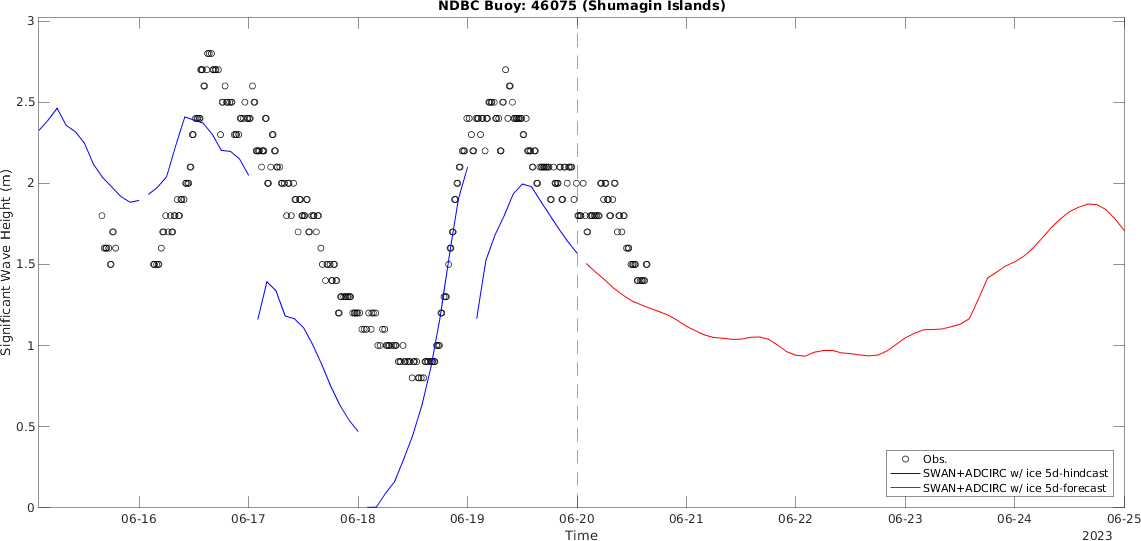 NDBC Buoy: 46075 (Shumagin Islands)
3
2.5
2
1.5
1
0.5
0
Significant Wave Height (m)
Obs.
SWAN+ADCIRC w/ ice 5d-hindcast
SWAN+ADCIRC w/ ice 5d-forecast
06-16 06-17 06-18 06-19 06-20 06-21 06-22 06-23 06-24 06-25
Time
2023